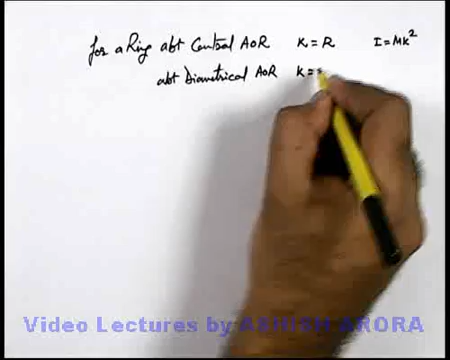 for a Ring abt Central AOR K = R I = MK²
abt Diametrical AOR K =
Video Lectures by ASHISH ARORA